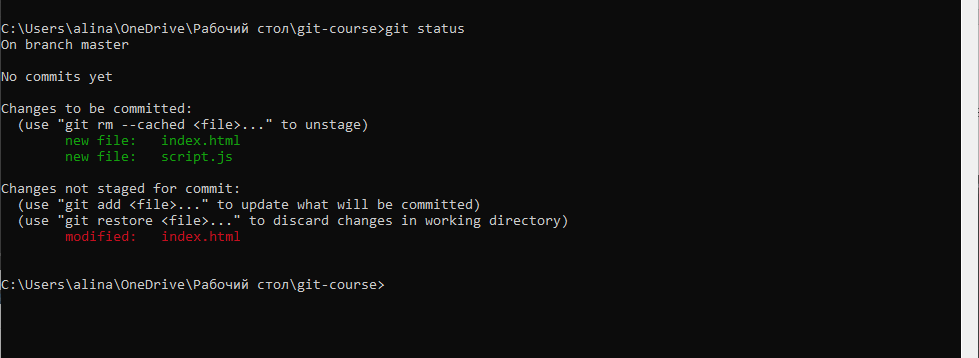 C:\Users\alina\OneDrive\Рабочий стол\git-course>git status
On branch master
No commits yet
Changes to be committed:
  (use "git rm --cached <file>..." to unstage)
        new file:   index.html
        new file:   script.js
Changes not staged for commit:
  (use "git add <file>..." to update what will be committed)
  (use "git restore <file>..." to discard changes in working directory)
        modified:   index.html
C:\Users\alina\OneDrive\Рабочий стол\git-course>